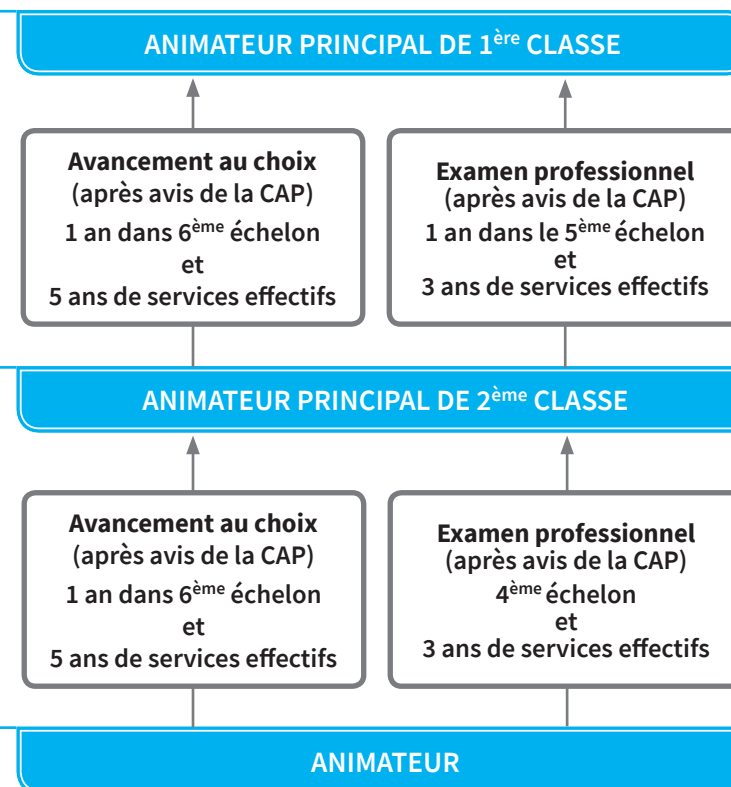 ANIMATEUR PRINCIPAL DE 1ère CLASSE
Avancement au choix
(après avis de la CAP)
1 an dans 6ème échelon
et
5 ans de services effectifs
Examen professionnel
(après avis de la CAP)
1 an dans le 5ème échelon
et
3 ans de services effectifs
ANIMATEUR PRINCIPAL DE 2ème CLASSE
Avancement au choix
(après avis de la CAP)
1 an dans 6ème échelon
et
5 ans de services effectifs
Examen professionnel
(après avis de la CAP)
4ème échelon
et
3 ans de services effectifs
ANIMATEUR